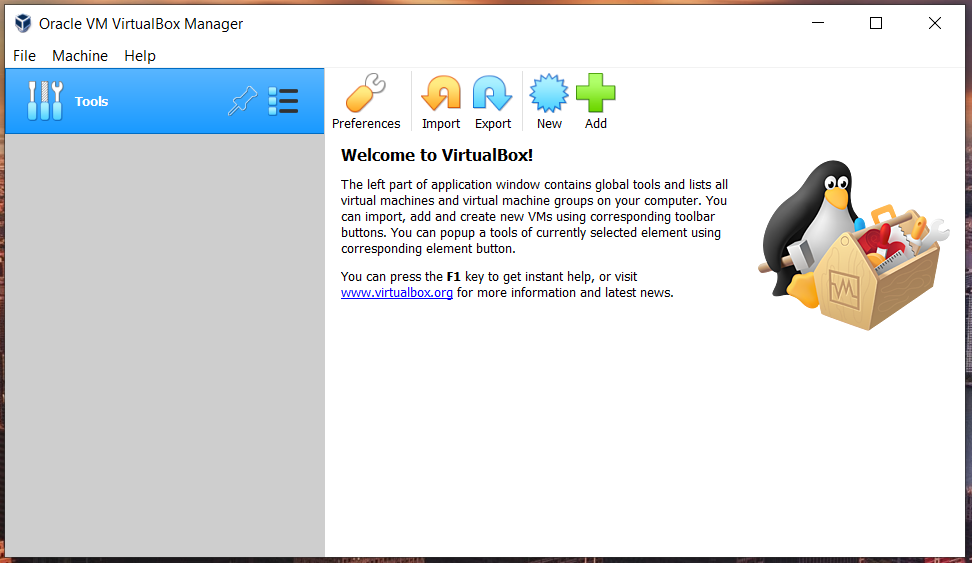 Oracle VM VirtualBox Manager
File Machine Help
Tools
Preferences Import Export New Add
Welcome to VirtualBox!
The left part of application window contains global tools and lists all
virtual machines and virtual machine groups on your computer. You
can import, add and create new VMs using corresponding toolbar
buttons. You can popup a tools of currently selected element using
corresponding element button.
You can press the F1 key to get instant help, or visit
www.virtualbox.org for more information and latest news.